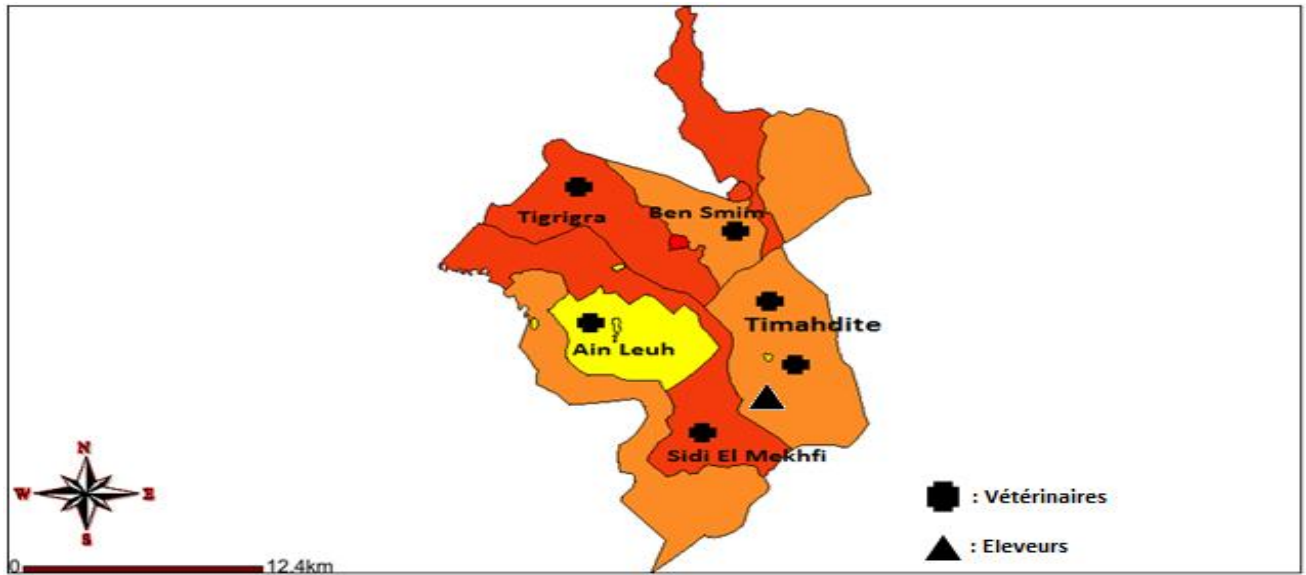 Tigrigra
Ben Smim
Timahdite
Ain Leuh
Sidi El Mekhfi
N
W E
S
0 12.4km
: Vétérinaires
: Eleveurs